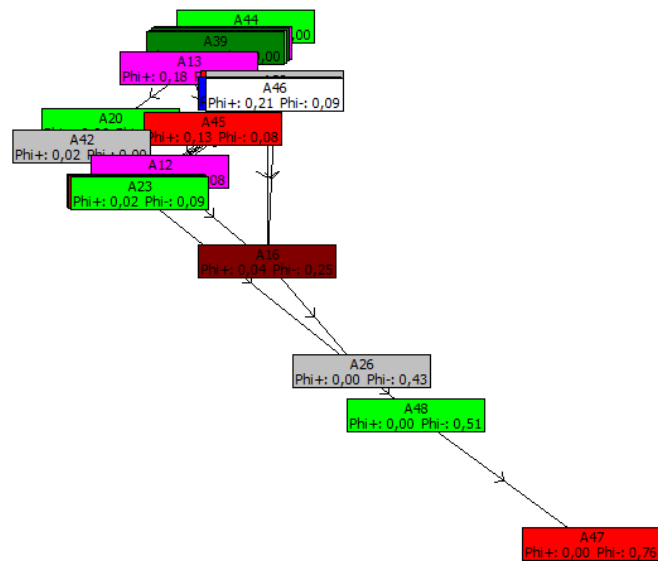 A44
,00
A39
,00
A13
Phi+: 0,18
A46
Phi+: 0,21 Phi-: 0,09
A20
A45
Phi+: 0,13 Phi-: 0,08
A42
Phi+: 0,02
A12
,08
A23
Phi+: 0,02 Phi-: 0,09
A16
Phi+: 0,04 Phi-: 0,25
A26
Phi+: 0,00 Phi-: 0,43
A48
Phi+: 0,00 Phi-: 0,51
A47
Phi+: 0,00 Phi-: 0,76